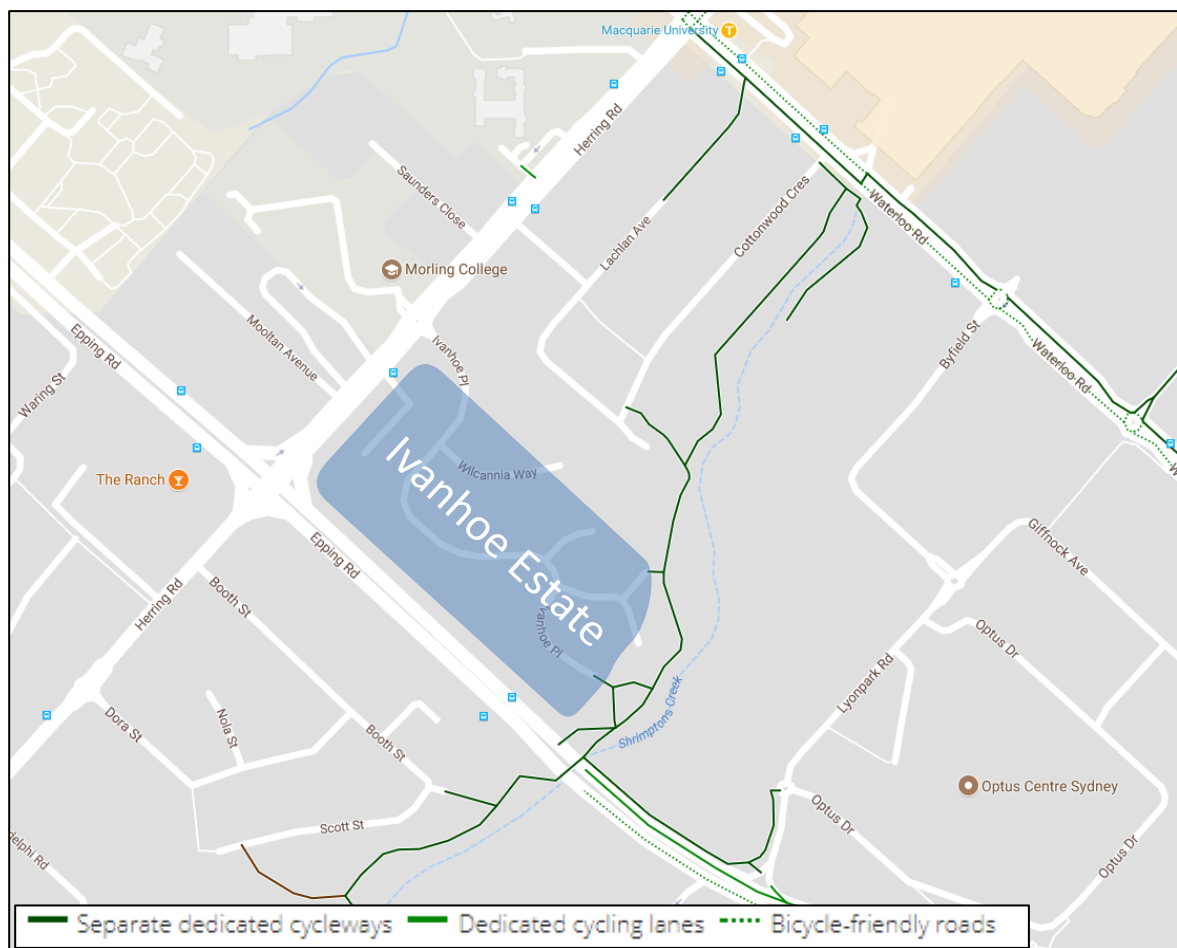 Macquarie University
Herring Rd
Saunders Close
Lachlan Ave
Cottonwood Cres
Waterloo Rd
Morling College
Mooltan Avenue
Ivanhoe Pl
Byfield St
Waterloo Rd
Epping Rd
Waring St
The Ranch
Wilcannia Way
Ivanhoe Estate
Giffnock Ave
Epping Rd
Herring Rd
Booth St
Ivanhoe Pl
Optus Dr
Lyonpark Rd
Shrimptons Creek
Dora St
Nola St
Booth St
Optus Centre Sydney
Scott St
Optus Dr
Optus Dr
delphi Rd
Separate dedicated cycleways Dedicated cycling lanes Bicycle-friendly roads